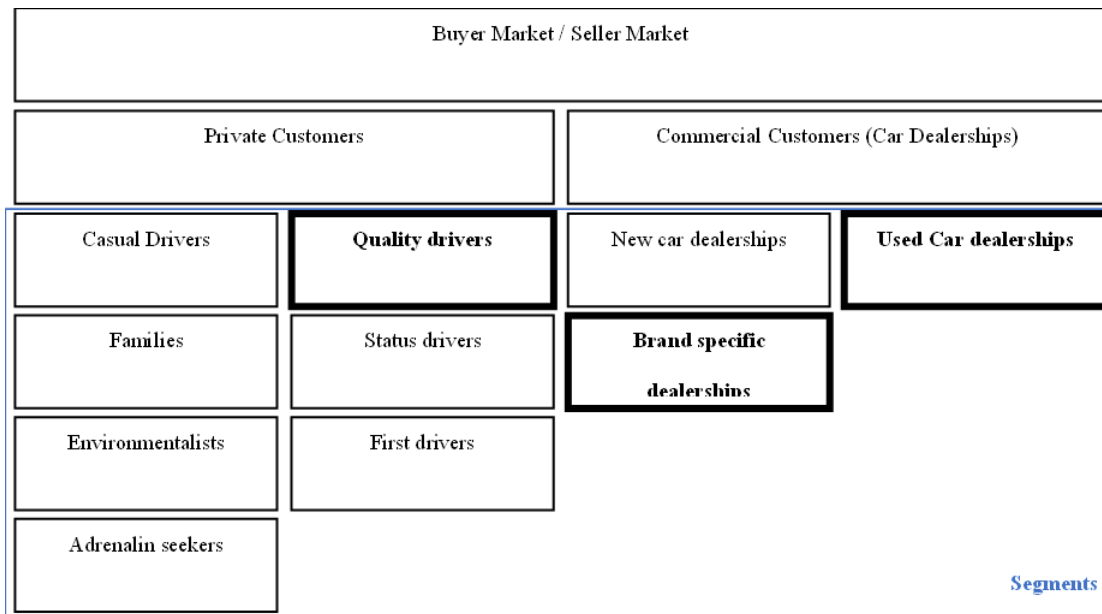 Buyer Market / Seller Market
Private Customers
Commercial Customers (Car Dealerships)
Casual Drivers
Quality drivers
New car dealerships
Used Car dealerships
Families
Status drivers
Brand specific
dealerships
Environmentalists
First drivers
Adrenalin seekers
Segments